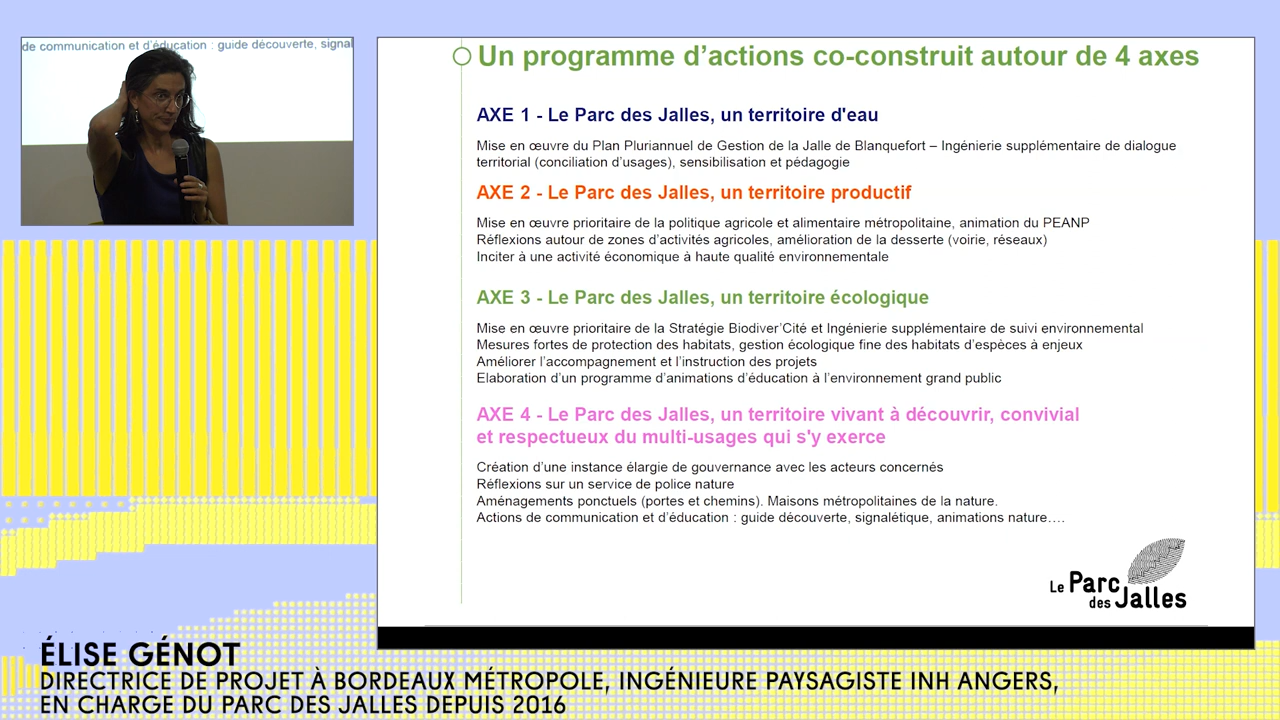 de communication et d'éducation : guide découverte, signal
Un programme d'actions co-construit autour de 4 axes
AXE 1 - Le Parc des Jalles, un territoire d'eau
Mise en œuvre du Plan Pluriannuel de Gestion de la Jalle de Blanquefort – Ingénierie supplémentaire de dialogue
territorial (conciliation d'usages), sensibilisation et pédagogie
AXE 2 - Le Parc des Jalles, un territoire productif
Mise en œuvre prioritaire de la politique agricole et alimentaire métropolitaine, animation du PEANP
Réflexions autour de zones d'activités agricoles, amélioration de la desserte (voirie, réseaux)
Inciter à une activité économique à haute qualité environnementale
AXE 3 - Le Parc des Jalles, un territoire écologique
Mise en œuvre prioritaire de la Stratégie Biodiver'Cité et Ingénierie supplémentaire de suivi environnemental
Mesures fortes de protection des habitats, gestion écologique fine des habitats d'espèces à enjeux
Améliorer l'accompagnement et l'instruction des projets
Elaboration d'un programme d'animations d'éducation à l'environnement grand public
AXE 4 - Le Parc des Jalles, un territoire vivant à découvrir, convivial
et respectueux du multi-usages qui s'y exerce
Création d'une instance élargie de gouvernance avec les acteurs concernés
Réflexions sur un service de police nature
Aménagements ponctuels (portes et chemins). Maisons métropolitaines de la nature.
Actions de communication et d'éducation : guide découverte, signalétique, animations nature….
Le Parc
des Jalles
ÉLISE GÉNOT
DIRECTRICE DE PROJET À BORDEAUX MÉTROPOLE, INGÉNIEURE PAYSAGISTE INH ANGERS,
EN CHARGE DU PARC DES JALLES DEPUIS 2016